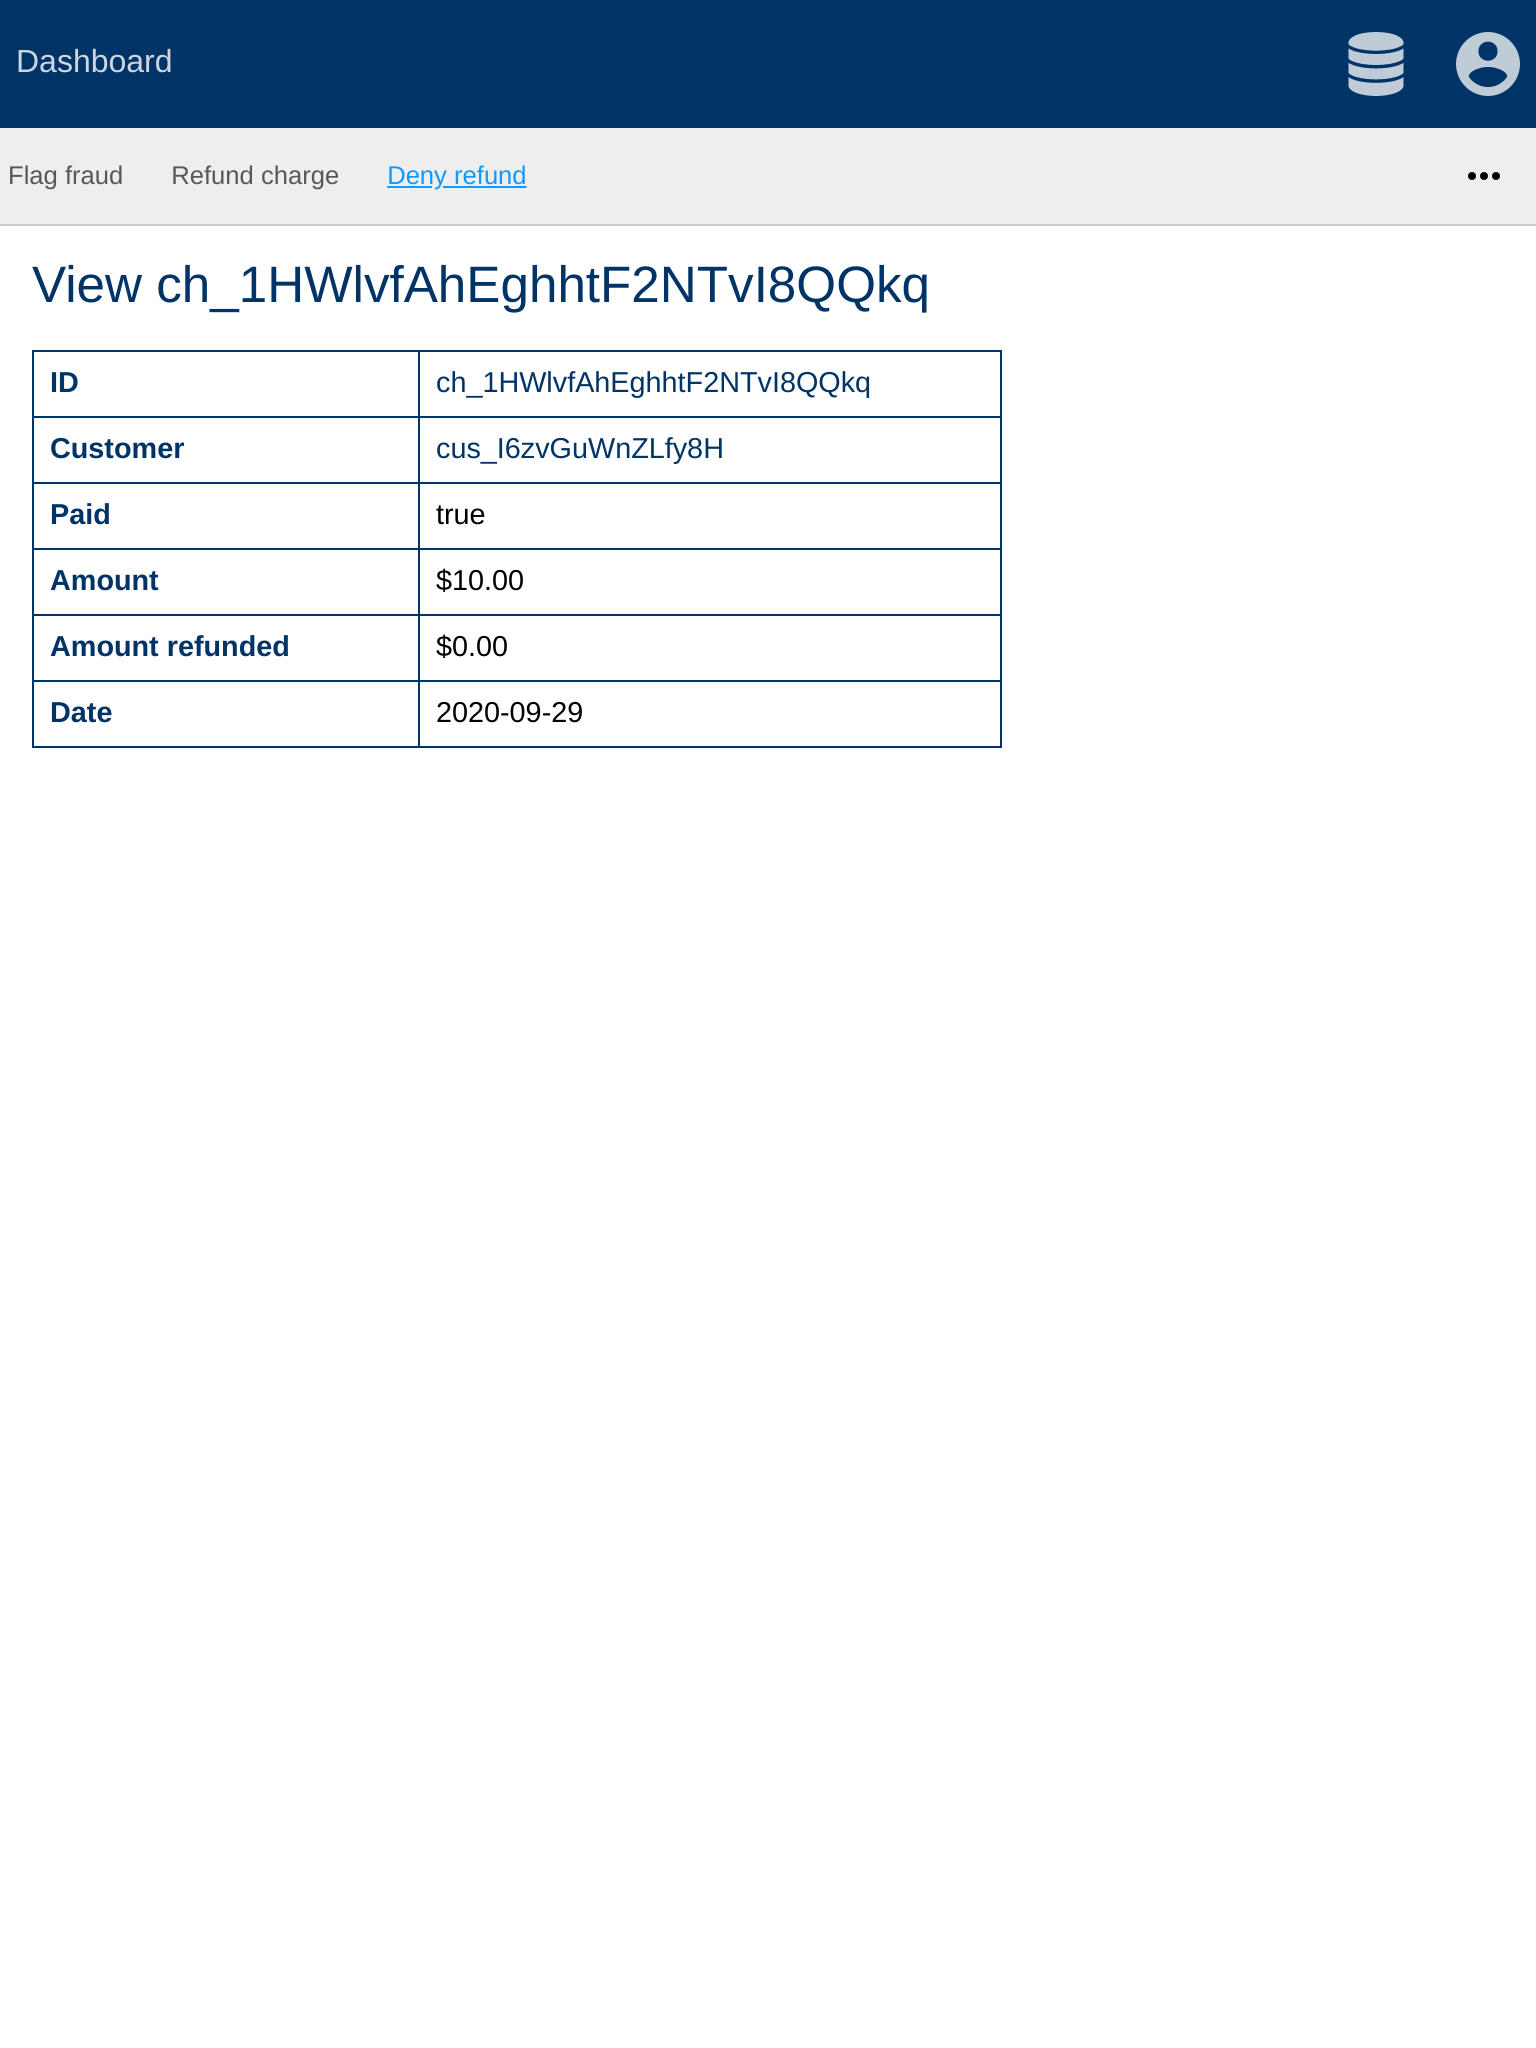 Dashboard
Flag fraud Refund charge Deny refund
View ch_1HWlvfAhEghhtF2NTvI8QQkq
ID ch_1HWlvfAhEghhtF2NTvI8QQkq
Customer cus_I6zvGuWnZLfy8H
Paid true
Amount $10.00
Amount refunded $0.00
Date 2020-09-29